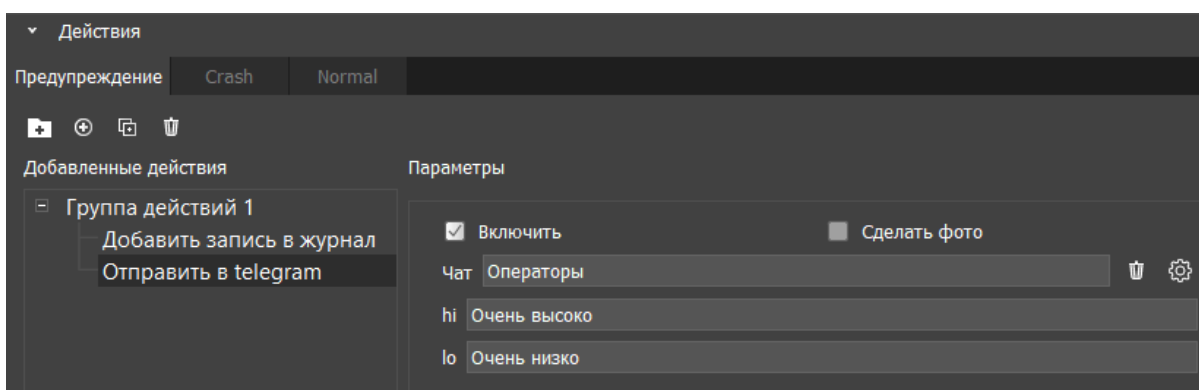 Действия
Предупреждение Crash Normal
Добавленные действия Параметры
Группа действий 1
Добавить запись в журнал
Отправить в telegram
Включить Сделать фото
Чат Операторы
hi Очень высоко
lo Очень низко